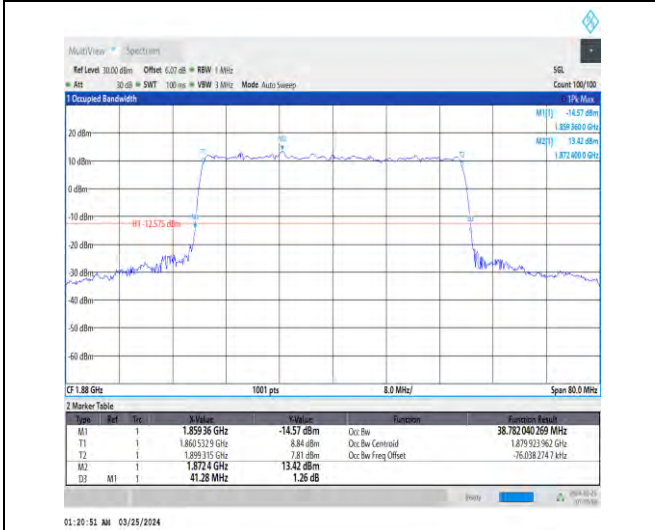 MultiView Spectrum
Ref Level 30.00 dBm Offset 6.07 dB RBW 1 MHz SGL
Att 30 dB SWT 100 ms VBW 3 MHz Mode Auto Sweep Count 100/100
1 Occupied Bandwidth 1Pk Max
M1[1] -14.57 dBm
1.859 360 0 GHz
M2[1] 13.42 dBm
1.872 400 0 GHz
20 dBm
M2
T1
T2
10 dBm
0 dBm
-10 dBm
H1 -12.575 dBm
-20 dBm
-30 dBm
-40 dBm
-50 dBm
-60 dBm
CF 1.88 GHz 1001 pts 8.0 MHz/ Span 80.0 MHz
2 Marker Table
Type Ref Trc X-Value Y-Value Function Function Result
M1 1 1.859 36 GHz -14.57 dBm Occ Bw 38.782 040 269 MHz
T1 1 1.860 532 9 GHz 8.84 dBm Occ Bw Centroid 1.879 923 962 GHz
T2 1 1.899 315 GHz 7.81 dBm Occ Bw Freq Offset -76.038 274 7 kHz
M2 1 1.872 4 GHz 13.42 dBm
D3 M1 1 41.28 MHz 1.26 dB
01:20:51 AM 03/25/2024